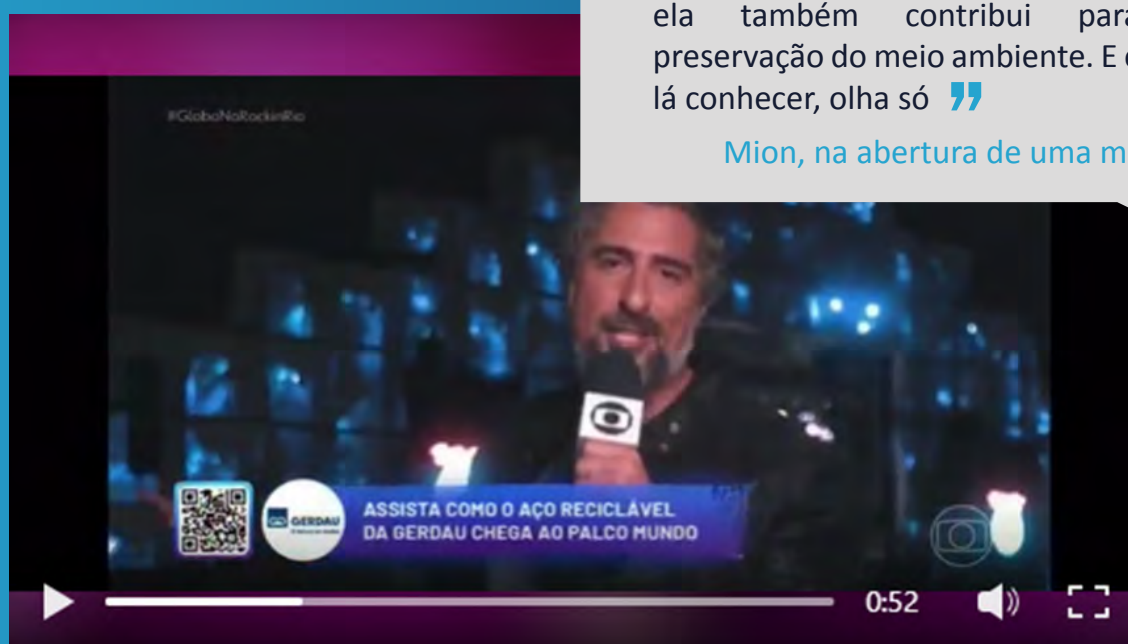 ela também contribui para
preservação do meio ambiente. E
lá conhecer, olha só ”
Mion, na abertura de uma
#GloboNoRockinRio
GERDAU
ASSISTA COMO O AÇO RECICLÁVEL
DA GERDAU CHEGA AO PALCO MUNDO
0:52